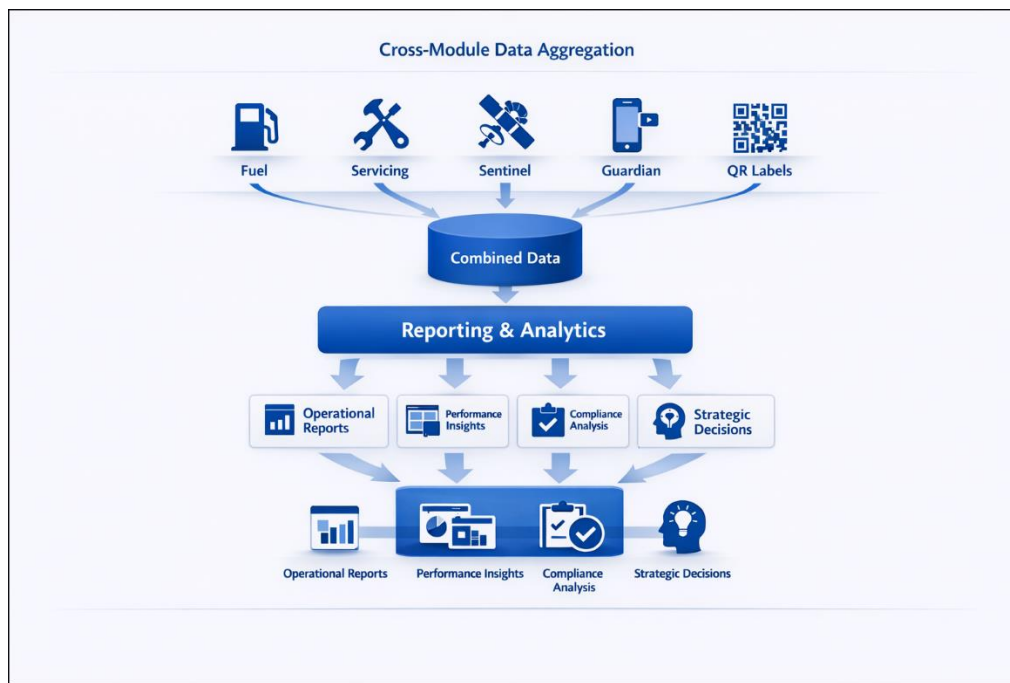 Cross-Module Data Aggregation
Fuel
Servicing
Sentinel
Guardian
QR Labels
Combined Data
Reporting & Analytics
Operational
Reports
Performance
Insights
Compliance
Analysis
Strategic
Decisions
Operational Reports
Performance Insights
Compliance
Analysis
Strategic Decisions